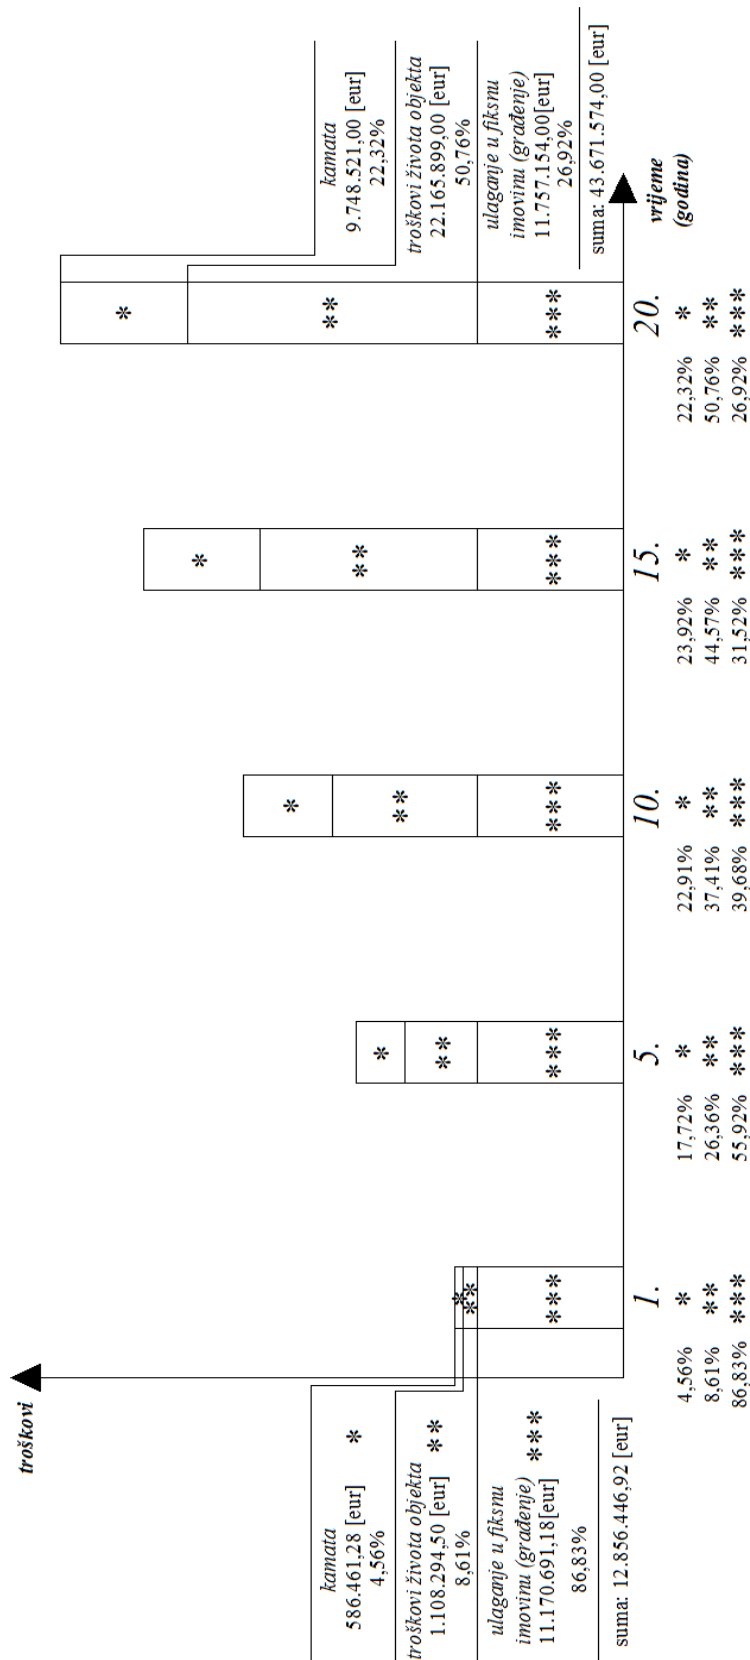 troškovi
kamata
586.461,28 [eur] *
4,56%
troškovi života objekta
1.108.294,50 [eur] **
8,61%
ulaganje u fiksnu
imovinu (građenje) ***
11.170.691,18[eur]
86,83%
suma: 12.856.446,92 [eur]
*
**
***
*
**
***
*
**
***
*
**
***
*
**
***
kamata
9.748.521,00 [eur]
22,32%
troškovi života objekta
22.165.899,00 [eur]
50,76%
ulaganje u fiksnu
imovinu (građenje)
11.757.154,00[eur]
26,92%
suma: 43.671.574,00 [eur]
1.
4,56% *
8,61% **
86,83% ***
5.
17,72% *
26,36% **
55,92% ***
10.
22,91% *
37,41% **
39,68% ***
15.
23,92% *
44,57% **
31,52% ***
20.
22,32% *
50,76% **
26,92% ***
vrijeme
(godina)